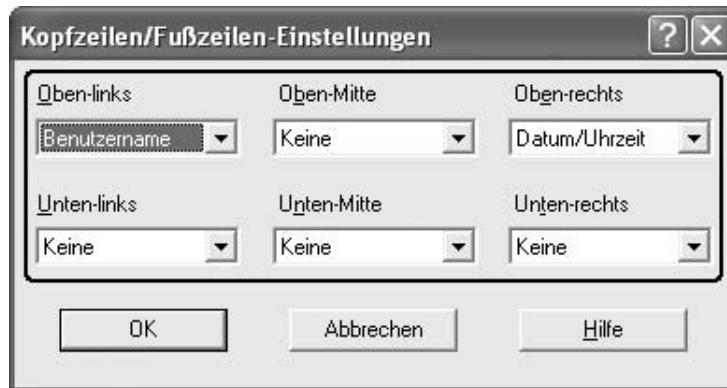 Kopfzeilen/Fußzeilen-Einstellungen
Oben-links Oben-Mitte Oben-rechts
Benutzername Keine Datum/Uhrzeit
Unten-links Unten-Mitte Unten-rechts
Keine Keine Keine
OK Abbrechen Hilfe